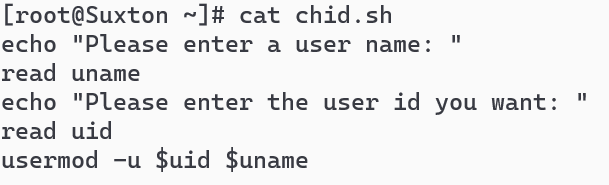 [root@Suxton ~]# cat chid.sh
echo "Please enter a user name: "
read uname
echo "Please enter the user id you want: "
read uid
usermod -u $uid $uname